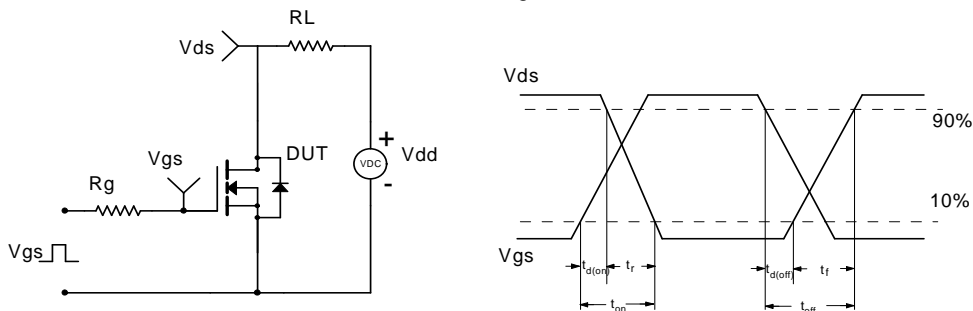 RL
Vds
Vgs
DUT
VDC
+
-
Vdd
Rg
Vgs
Vds
90%
10%
Vgs
td(on)
tr
ton
td(off)
tf
toff